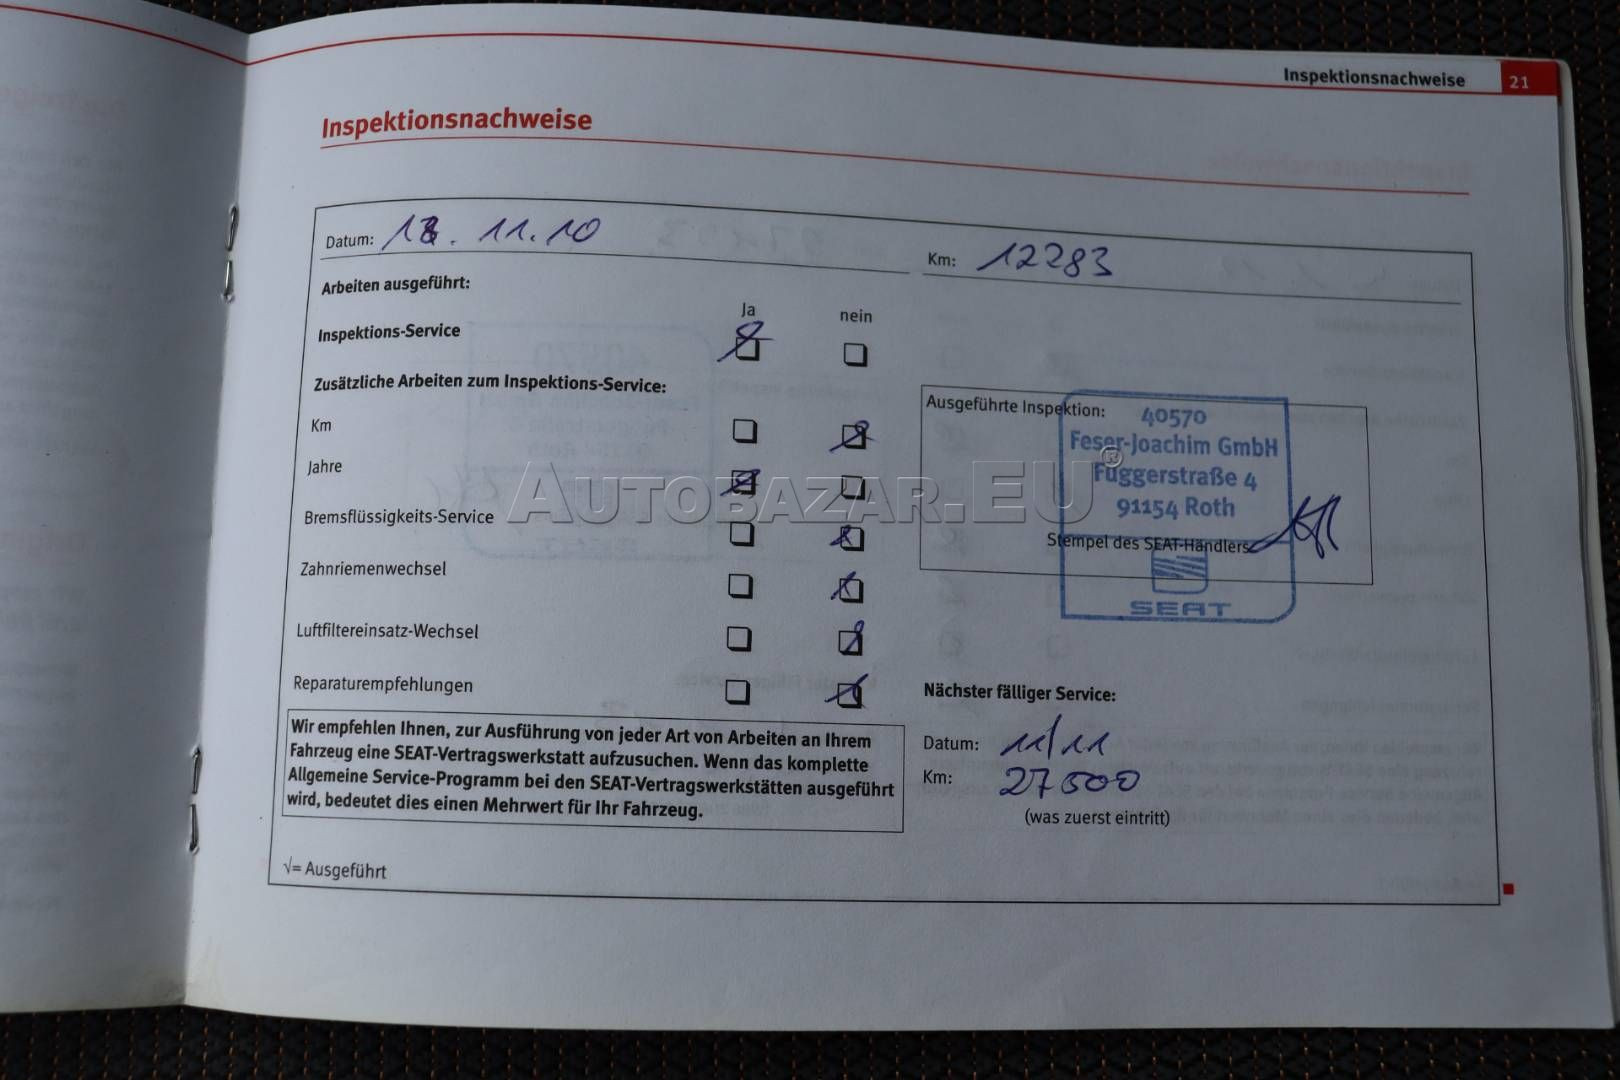 Inspektionsnachweise 21
Inspektionsnachweise
Datum: 11.10
Km: 12283
Arbeiten ausgeführt:
Ja nein
Inspektions-Service
Zusätzliche Arbeiten zum Inspektions-Service:
Km
Jahre
Bremsflüssigkeits-Service
Zahnriemenwechsel
Luftfiltereinsatz-Wechsel
Reparaturempfehlungen
Wir empfehlen Ihnen, zur Ausführung von jeder Art von Arbeiten an Ihrem
Fahrzeug eine SEAT-Vertragswerkstatt aufzusuchen. Wenn das komplette
Allgemeine Service-Programm bei den SEAT-Vertragswerkstätten ausgeführt
wird, bedeutet dies einen Mehrwert für Ihr Fahrzeug.
√= Ausgeführt
Ausgeführte Inspektion:
40570
Feser-Joachim GmbH
Fuggerstraße 4
91154 Roth
Stempel des SEAT-Händlers
SEAT
Nächster fälliger Service:
Datum: 11/11
Km: 27500
(was zuerst eintritt)
AUTOBAZAR.EU®